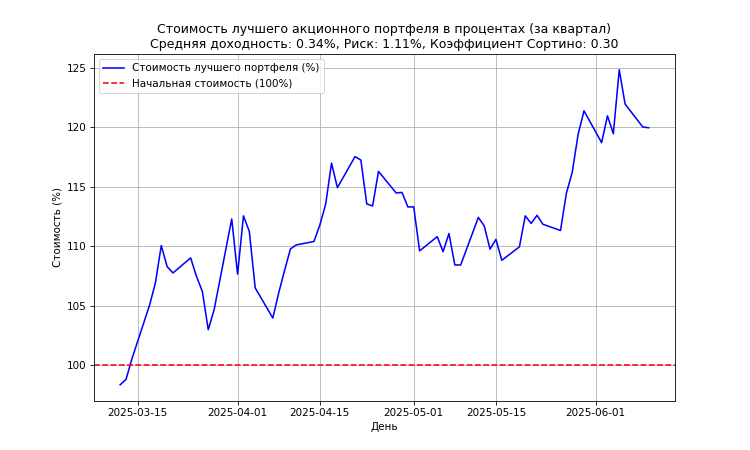 Стоимость лучшего акционного портфеля в процентах (за квартал)
Средняя доходность: 0.34%, Риск: 1.11%, Коэффициент Сортино: 0.30
Стоимость лучшего портфеля (%)
Начальная стоимость (100%)
Стоимость (%)
125
120
115
110
105
100
2025-03-15
2025-04-01
2025-04-15
2025-05-01
2025-05-15
2025-06-01
День